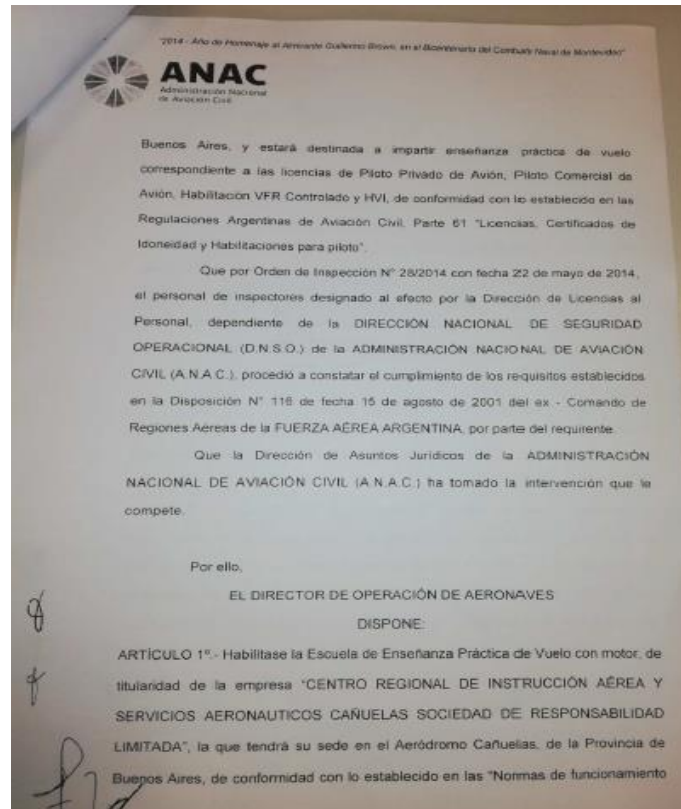 "2014 - Año de Homenaje al Almirante Guillermo Brown, en el Bicentenario del Combate Naval de Montevideo"
ANAC
Administración Nacional
de Aviación Civil
Buenos Aires, y estará destinada a impartir enseñanza práctica de vuelo
correspondiente a las licencias de Piloto Privado de Avión, Piloto Comercial de
Avión, Habilitación VFR Controlado y HVI, de conformidad con lo establecido en las
Regulaciones Argentinas de Aviación Civil, Parte 61 "Licencias, Certificados de
Idoneidad y Habilitaciones para piloto".
Que por Orden de Inspección Nº 28/2014 con fecha 22 de mayo de 2014,
el personal de inspectores designado al efecto por la Dirección de Licencias al
Personal, dependiente de la DIRECCIÓN NACIONAL DE SEGURIDAD
OPERACIONAL (D.N.S.O.) de la ADMINISTRACIÓN NACIONAL DE AVIACIÓN
CIVIL (A.N.A.C.), procedió a constatar el cumplimiento de los requisitos establecidos
en la Disposición Nº 116 de fecha 15 de agosto de 2001 del ex - Comando de
Regiones Aéreas de la FUERZA AÉREA ARGENTINA, por parte del requirente.
Que la Dirección de Asuntos Jurídicos de la ADMINISTRACIÓN
NACIONAL DE AVIACIÓN CIVIL (A.N.A.C.) ha tomado la intervención que le
compete.
Por ello,
EL DIRECTOR DE OPERACIÓN DE AERONAVES
DISPONE:
ARTÍCULO 1º.- Habilítase la Escuela de Enseñanza Práctica de Vuelo con motor, de
titularidad de la empresa "CENTRO REGIONAL DE INSTRUCCIÓN AÉREA Y
SERVICIOS AERONAUTICOS CAÑUELAS SOCIEDAD DE RESPONSABILIDAD
LIMITADA", la que tendrá su sede en el Aeródromo Cañuelas, de la Provincia de
Buenos Aires, de conformidad con lo establecido en las "Normas de funcionamiento